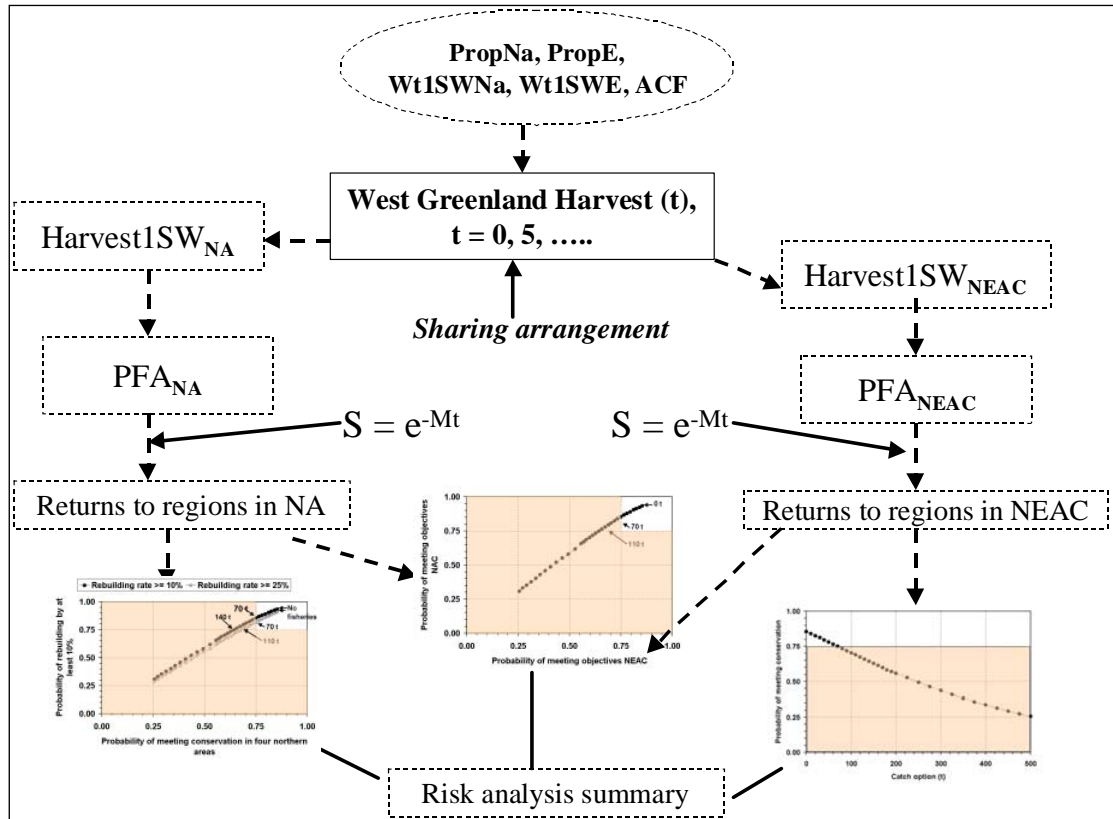 PropNa, PropE,
Wt1SWNa, Wt1SWE, ACF
West Greenland Harvest (t),
t = 0, 5, …..
Harvest1SW_NA
Harvest1SW_NEAC
Sharing arrangement
PFA_NA
PFA_NEAC
S = e^-Mt
S = e^-Mt
Returns to regions in NA
Returns to regions in NEAC
Probability of meeting objectives
NAC
1.00
0.75
0.50
0.25
0.00
0 t
70 t
110 t
0.00 0.25 0.50 0.75 1.00
Probability of meeting objectives NEAC
Rebuilding rate >= 10% Rebuilding rate >= 25%
Probability of rebuilding by at
least 10%
1.00
0.75
0.50
0.25
0.00
70 t
No
fisheries
140 t
70 t
110 t
0.00 0.25 0.50 0.75 1.00
Probability of meeting conservation in four northern
areas
Probability of meeting conservation
1.00
0.75
0.50
0.25
0.00
0 100 200 300 400 500
Catch option (t)
Risk analysis summary